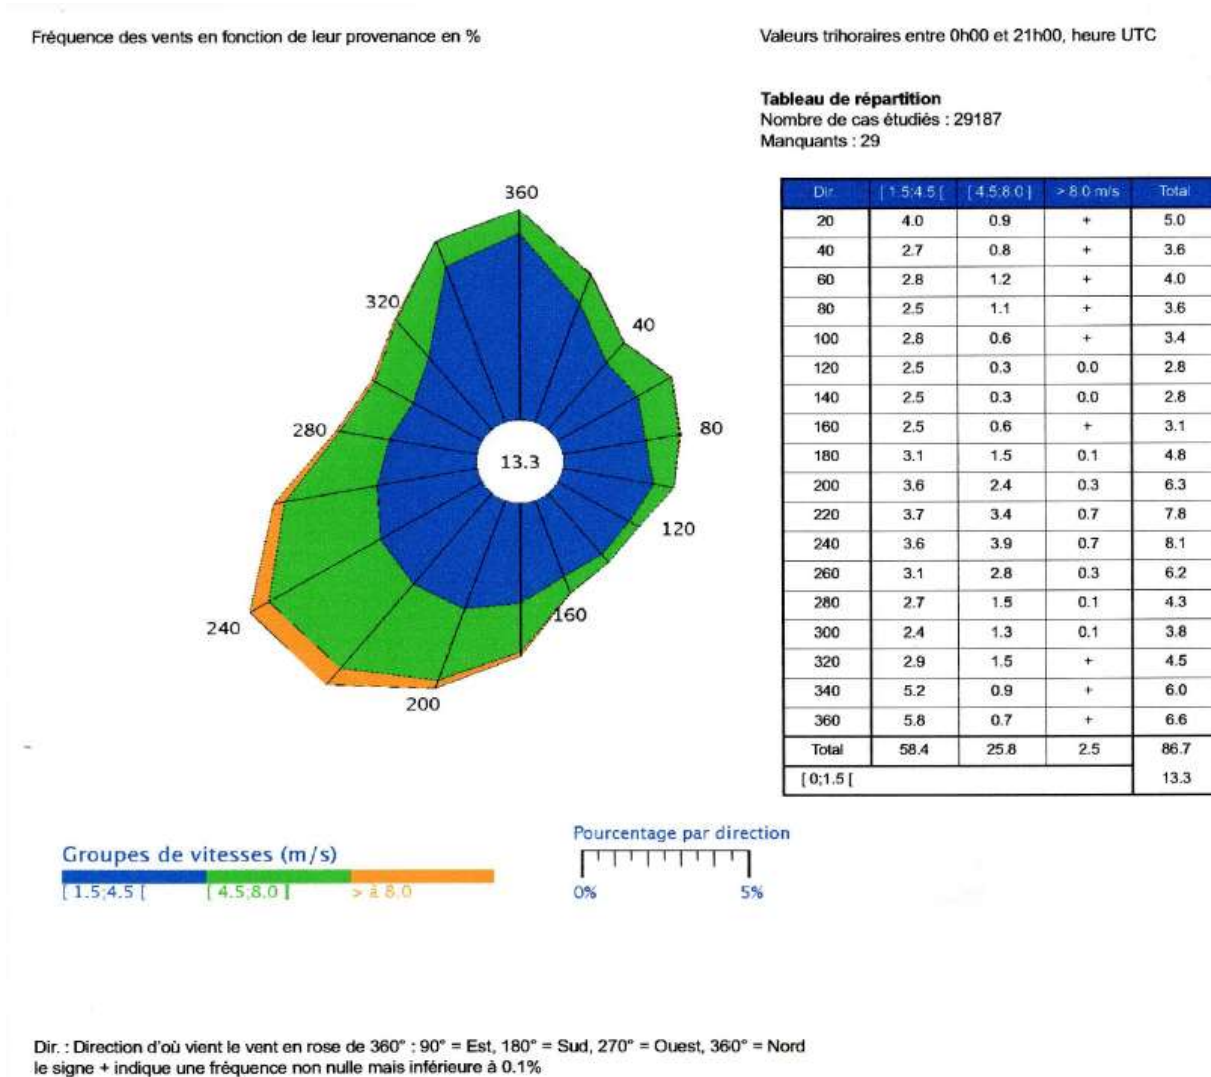 Fréquence des vents en fonction de leur provenance en %
Valeurs trihoraires entre 0h00 et 21h00, heure UTC
Tableau de répartition
Nombre de cas étudiés : 29187
Manquants : 29
360
320
40
280
80
13.3
120
240
160
200
Dir. [ 1.5;4.5 [ [ 4.5;8.0 ] > 8.0 m/s Total
20 4.0 0.9 + 5.0
40 2.7 0.8 + 3.6
60 2.8 1.2 + 4.0
80 2.5 1.1 + 3.6
100 2.8 0.6 + 3.4
120 2.5 0.3 0.0 2.8
140 2.5 0.3 0.0 2.8
160 2.5 0.6 + 3.1
180 3.1 1.5 0.1 4.8
200 3.6 2.4 0.3 6.3
220 3.7 3.4 0.7 7.8
240 3.6 3.9 0.7 8.1
260 3.1 2.8 0.3 6.2
280 2.7 1.5 0.1 4.3
300 2.4 1.3 0.1 3.8
320 2.9 1.5 + 4.5
340 5.2 0.9 + 6.0
360 5.8 0.7 + 6.6
Total 58.4 25.8 2.5 86.7
[ 0;1.5 [ 13.3
Groupes de vitesses (m/s)
[ 1.5;4.5 [ [ 4.5;8.0 ] > à 8.0
Pourcentage par direction
0% 5%
Dir. : Direction d'où vient le vent en rose de 360° : 90° = Est, 180° = Sud, 270° = Ouest, 360° = Nord
le signe + indique une fréquence non nulle mais inférieure à 0.1%